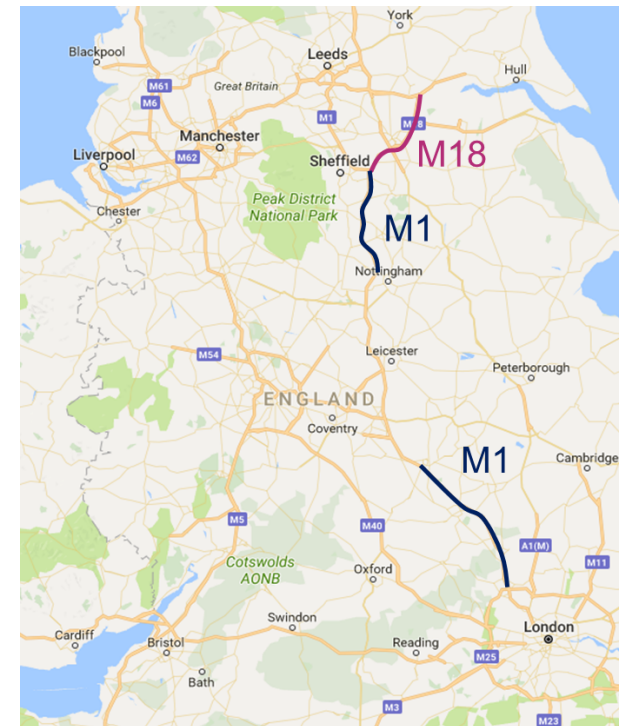 York
Blackpool
Leeds
Hull
M61
M6
Great Britain
M1
M18
Manchester
M62
Liverpool
Sheffield
M18
Peak District
National Park
Chester
M1
Nottingham
M54
Leicester
Peterborough
ENGLAND
Coventry
M1
Cambridge
M5
M40
A1(M)
M11
Cotswolds
AONB
Oxford
Swindon
London
Cardiff
Bristol
Reading
M25
Bath
M3
M23